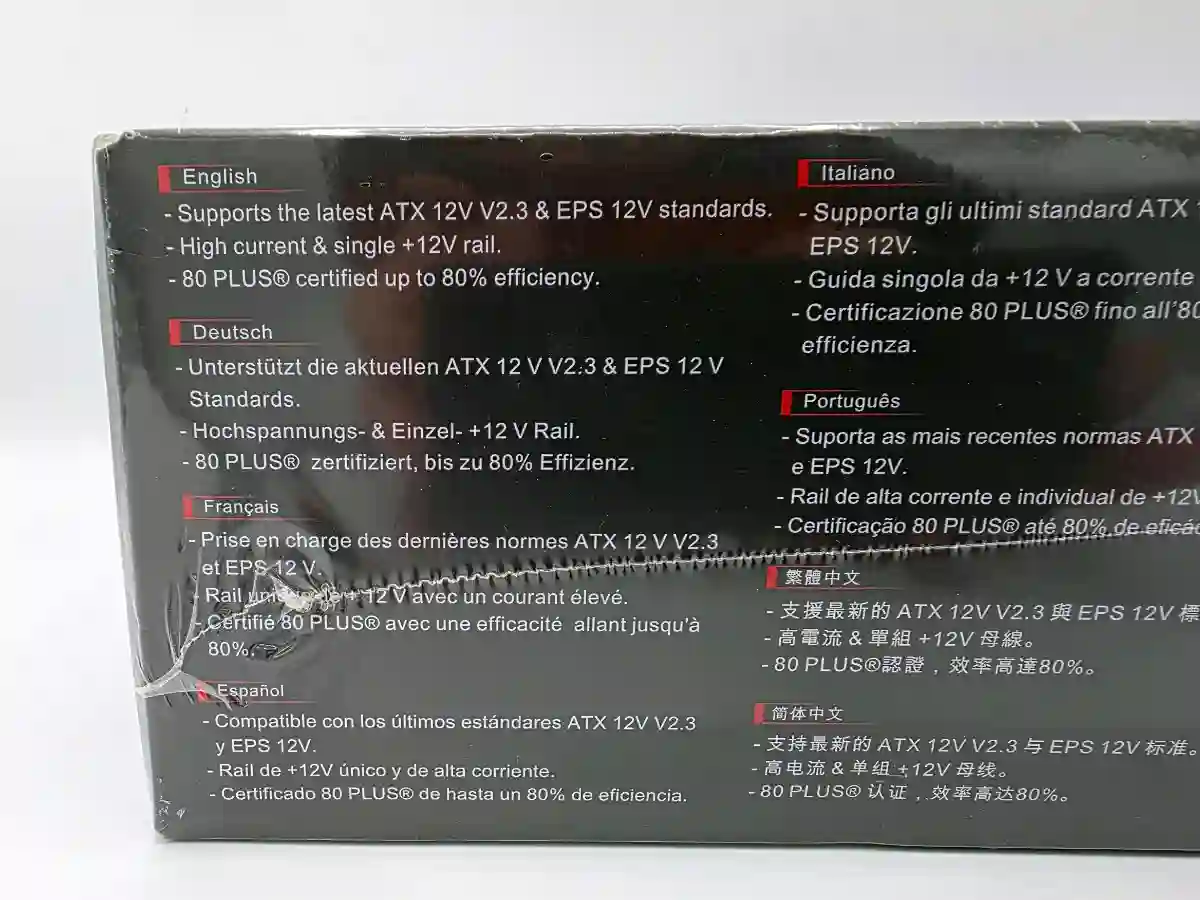 English
- Supports the latest ATX 12V V2.3 & EPS 12V standards.
- High current & single +12V rail.
- 80 PLUS® certified up to 80% efficiency.
Deutsch
- Unterstützt die aktuellen ATX 12 V V2.3 & EPS 12 V
Standards.
- Hochspannungs- & Einzel- +12 V Rail.
- 80 PLUS® zertifiziert, bis zu 80% Effizienz.
Français
- Prise en charge des dernières normes ATX 12 V V2.3
et EPS 12 V.
- Rail 12 V avec un courant élevé.
- Certifié 80 PLUS® avec une efficacité allant jusqu'à
80%.
Español
- Compatible con los últimos estándares ATX 12V V2.3
y EPS 12V.
- Rail de +12V único y de alta corriente.
- Certificado 80 PLUS® de hasta un 80% de eficiencia.
Italiano
- Supporta gli ultimi standard ATX
EPS 12V.
- Guida singola da +12 V a corrente
- Certificazione 80 PLUS® fino all'80
efficienza.
Português
- Suporta as mais recentes normas ATX
e EPS 12V.
- Rail de alta corrente e individual de +12V
- Certificação 80 PLUS® até 80% de
繁體中文
- 支援最新的 ATX 12V V2.3 與 EPS 12V 標
- 高電流 & 單組 +12V 母線。
- 80 PLUS®認證，效率高達80%。
简体中文
- 支持最新的 ATX 12V V2.3 与 EPS 12V 标准。
- 高电流 & 单组 +12V 母线。
- 80 PLUS® 认证，效率高达80%。